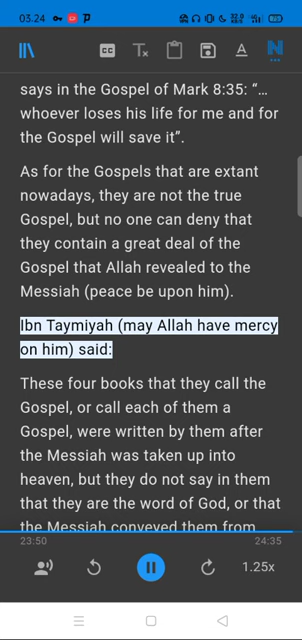 03.24
CC
says in the Gospel of Mark 8:35: “…
whoever loses his life for me and for
the Gospel will save it”.
As for the Gospels that are extant
nowadays, they are not the true
Gospel, but no one can deny that
they contain a great deal of the
Gospel that Allah revealed to the
Messiah (peace be upon him).
Ibn Taymiyah (may Allah have mercy
on him) said:
These four books that they call the
Gospel, or call each of them a
Gospel, were written by them after
the Messiah was taken up into
heaven, but they do not say in them
that they are the word of God, or that
the Messiah conveyed them from
23:50 24:35
1.25x